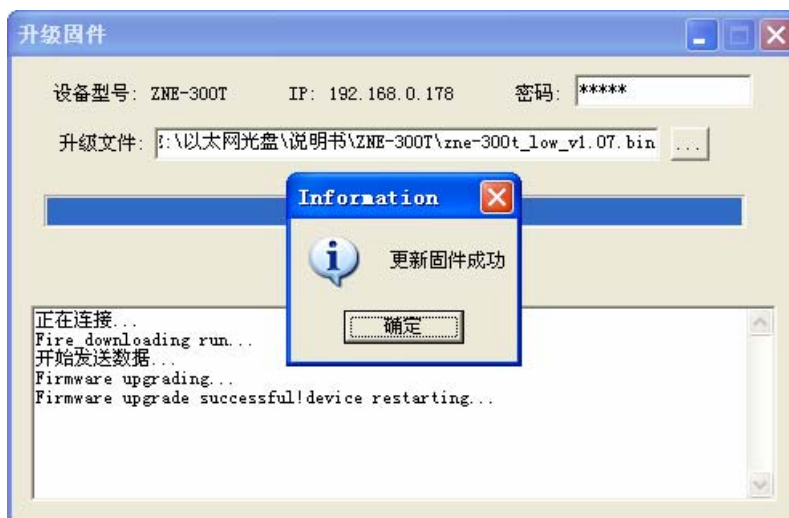 升级固件
设备型号: ZNE-300T IP: 192.168.0.178 密码: *****
升级文件: :\以太网光盘\说明书\ZNE-300T\zne-300t_low_v1.07.bin ...
Information
更新固件成功
确定
正在连接...
Fire downloading run...
开始发送数据...
Firmware upgrading...
Firmware upgrade successful!device restarting...